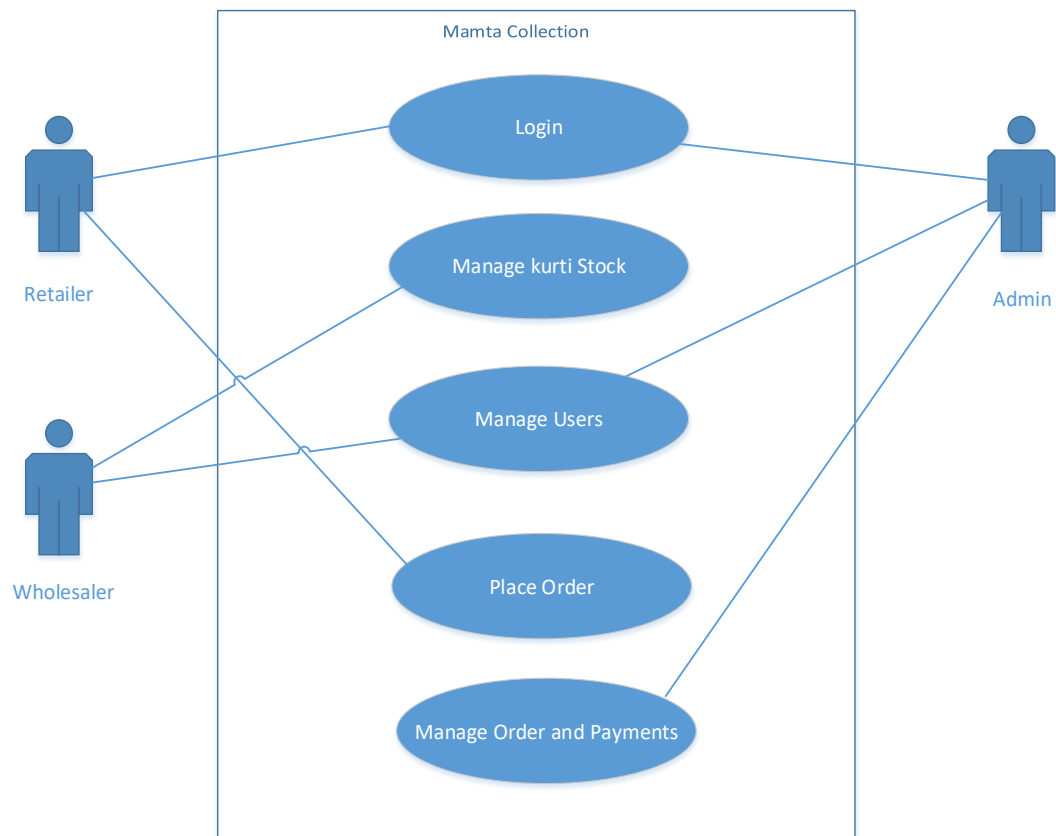 Mamta Collection
Login
Manage kurti Stock
Retailer
Admin
Manage Users
Place Order
Wholesaler
Manage Order and Payments